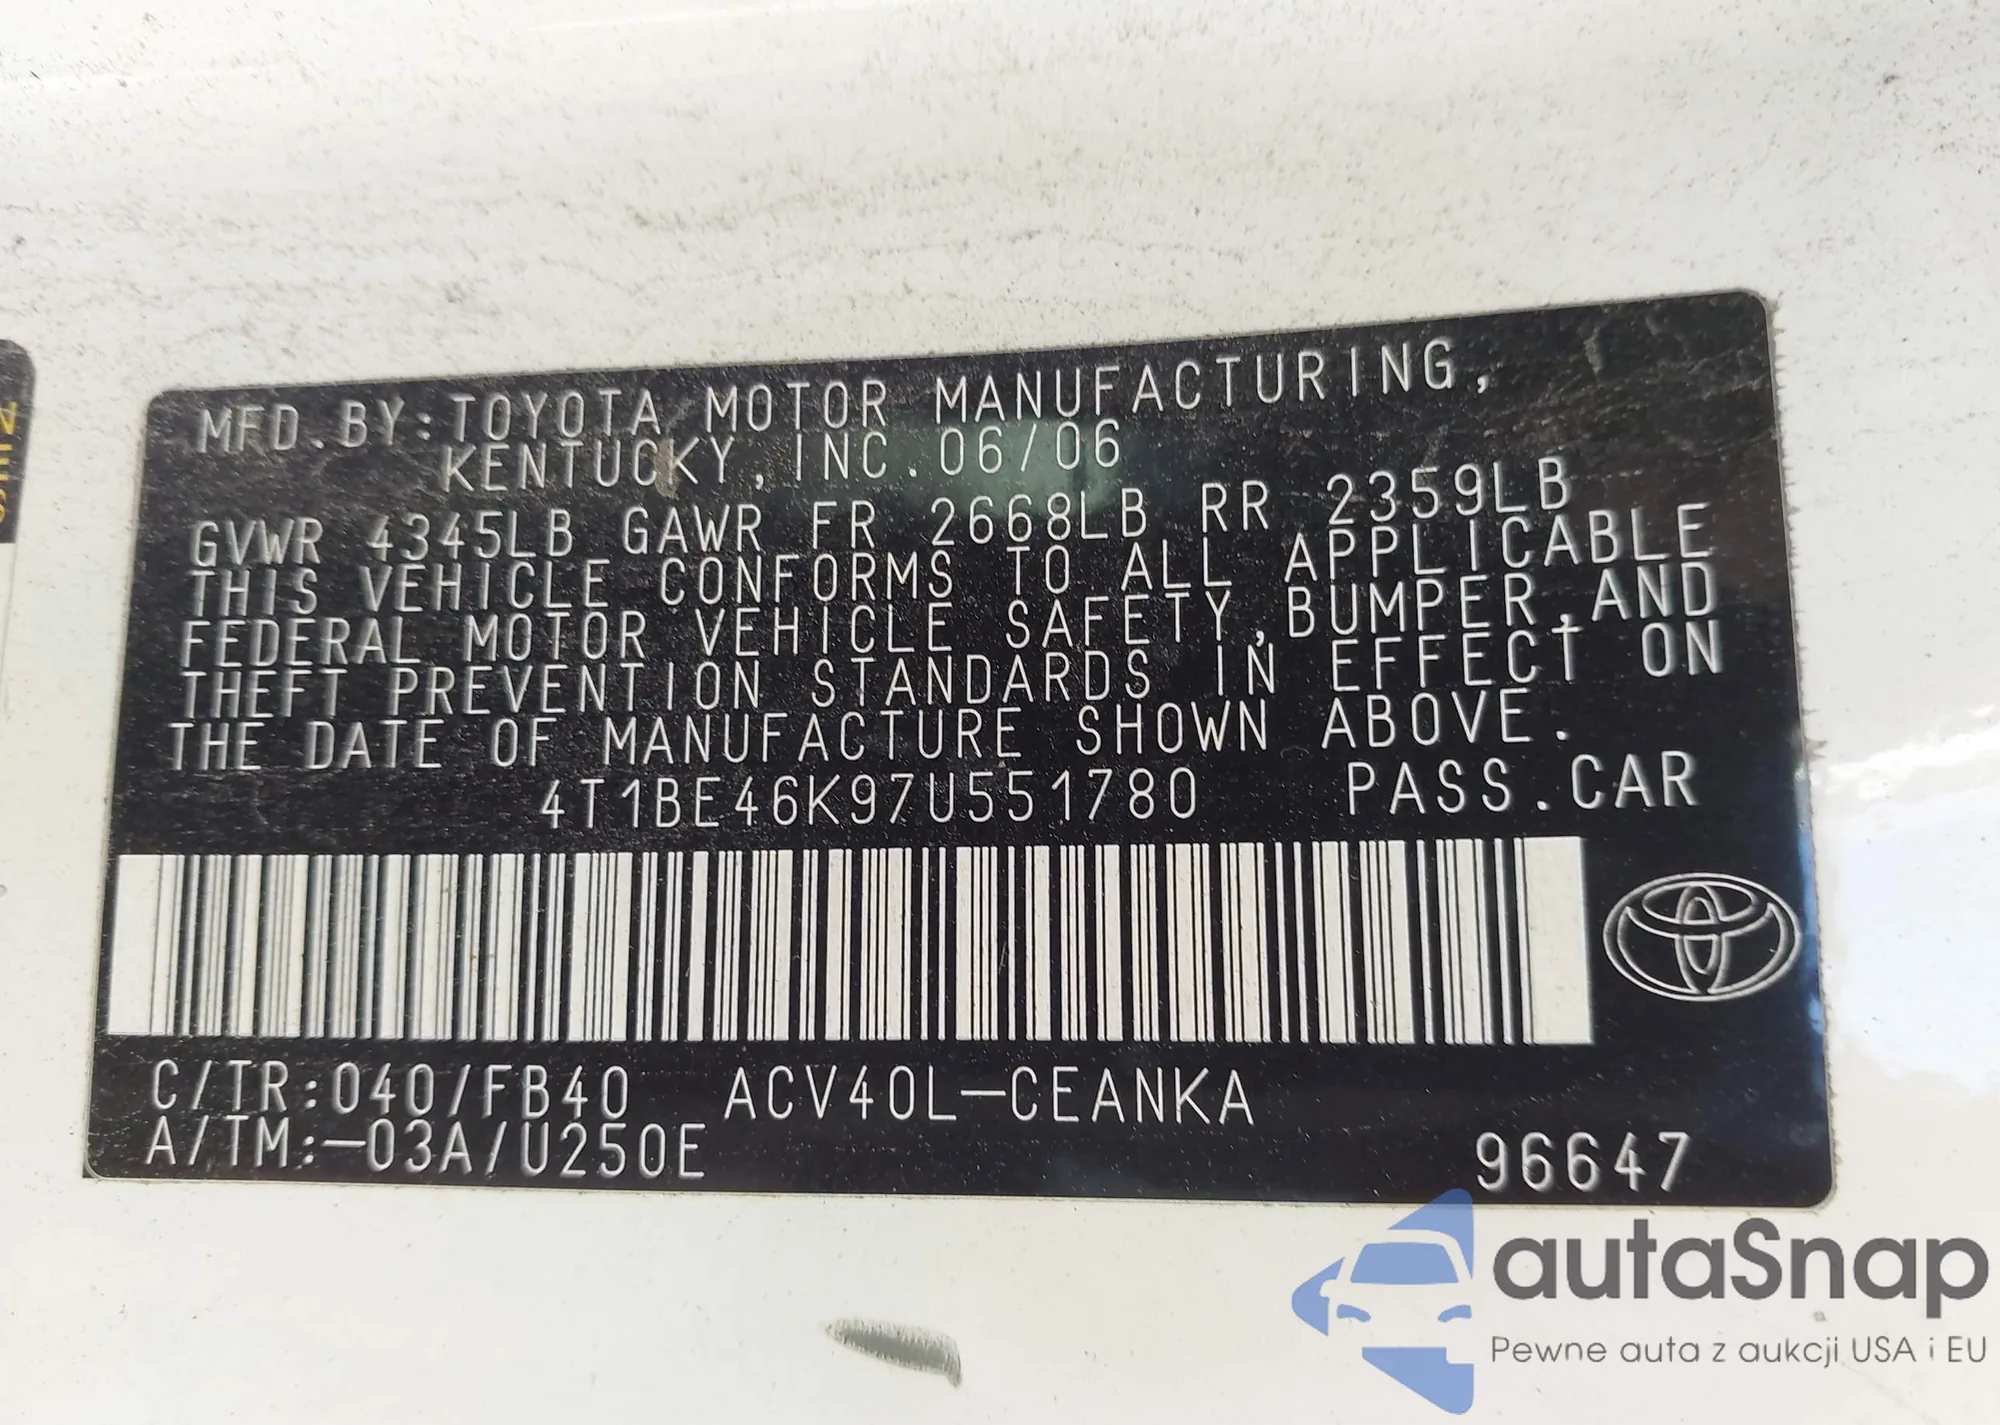 MFD.BY:TOYOTA MOTOR MANUFACTURING,
KENTUCKY,INC.06/06
GVWR 4345LB GAWR FR 2668LB RR 2359LB
THIS VEHICLE CONFORMS TO ALL APPLICABLE
FEDERAL MOTOR VEHICLE SAFETY,BUMPER,AND
THEFT PREVENTION STANDARDS IN EFFECT ON
THE DATE OF MANUFACTURE SHOWN ABOVE.
4T1BE46K97U551780 PASS.CAR
C/TR:040/FB40 ACV40L-CEANKA
A/TM:-03A/U250E 96647
autaSnap
Pewne auta z aukcji USA i EU